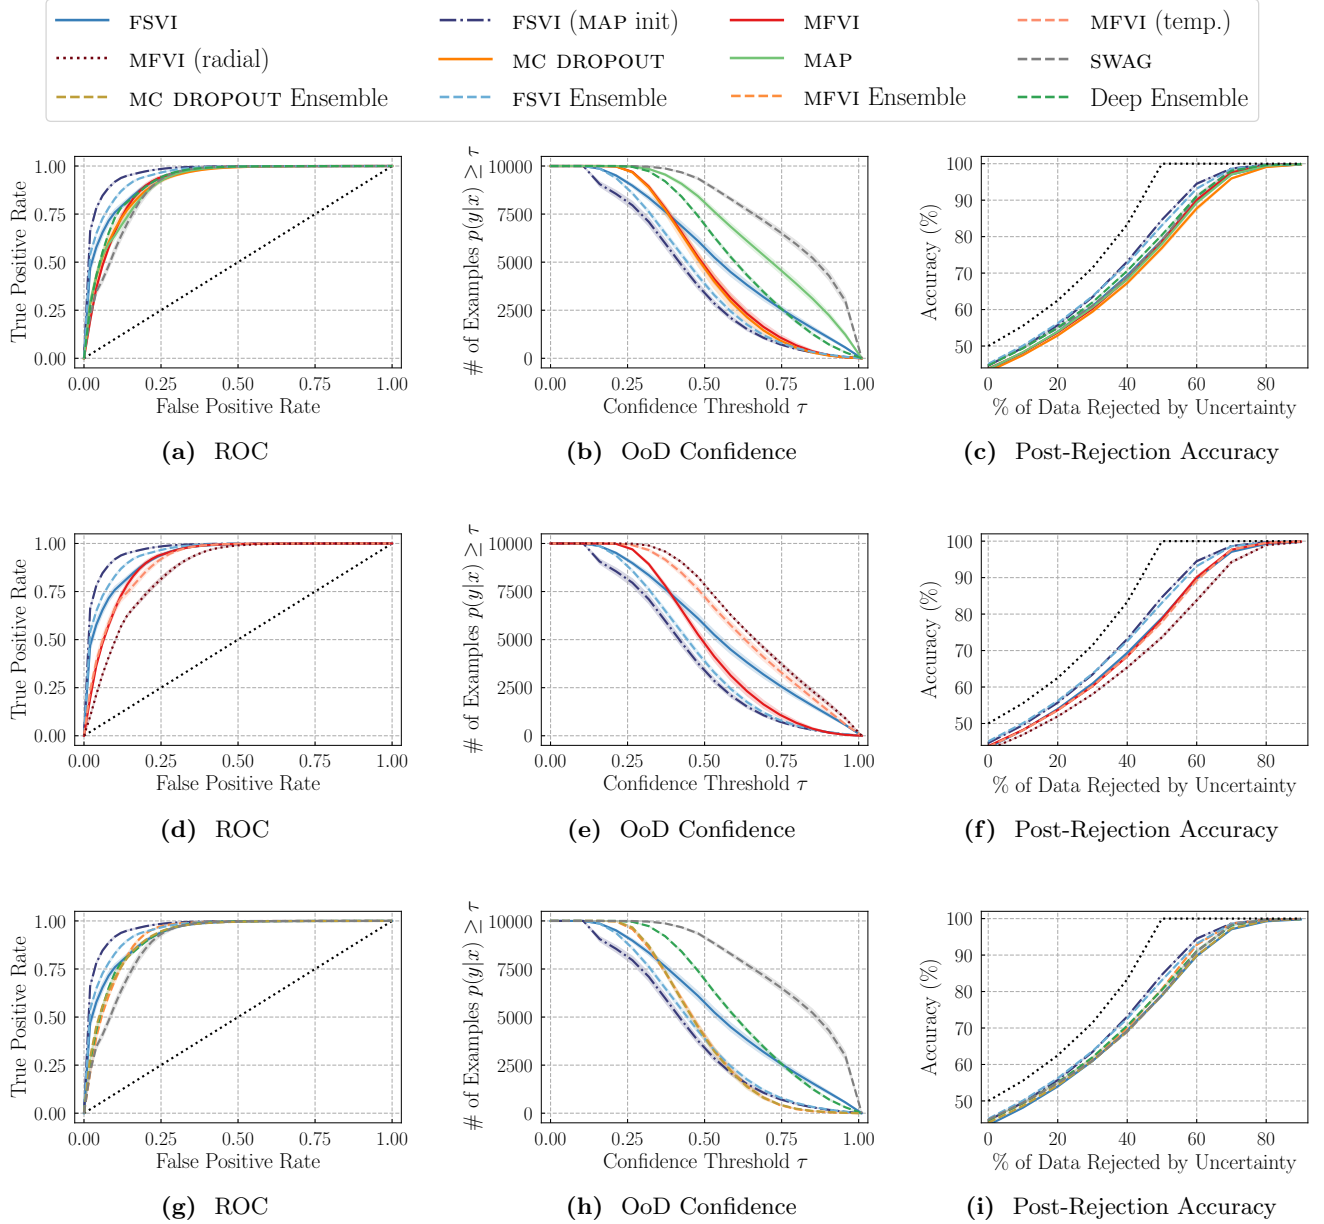 FSVI FSVI (MAP init) MFVI MFVI (temp.)
MFVI (radial) MC DROPOUT MAP SWAG
MC DROPOUT Ensemble FSVI Ensemble MFVI Ensemble Deep Ensemble
True Positive Rate
1.00
0.75
0.50
0.25
0.00
0.00 0.25 0.50 0.75 1.00
False Positive Rate
(a) ROC
# of Examples p(y|x) ≥ τ
10000
7500
5000
2500
0
0.00 0.25 0.50 0.75 1.00
Confidence Threshold τ
(b) OoD Confidence
Accuracy (%)
100
90
80
70
60
50
0 20 40 60 80
% of Data Rejected by Uncertainty
(c) Post-Rejection Accuracy
True Positive Rate
1.00
0.75
0.50
0.25
0.00
0.00 0.25 0.50 0.75 1.00
False Positive Rate
(d) ROC
# of Examples p(y|x) ≥ τ
10000
7500
5000
2500
0
0.00 0.25 0.50 0.75 1.00
Confidence Threshold τ
(e) OoD Confidence
Accuracy (%)
100
90
80
70
60
50
0 20 40 60 80
% of Data Rejected by Uncertainty
(f) Post-Rejection Accuracy
True Positive Rate
1.00
0.75
0.50
0.25
0.00
0.00 0.25 0.50 0.75 1.00
False Positive Rate
(g) ROC
# of Examples p(y|x) ≥ τ
10000
7500
5000
2500
0
0.00 0.25 0.50 0.75 1.00
Confidence Threshold τ
(h) OoD Confidence
Accuracy (%)
100
90
80
70
60
50
0 20 40 60 80
% of Data Rejected by Uncertainty
(i) Post-Rejection Accuracy